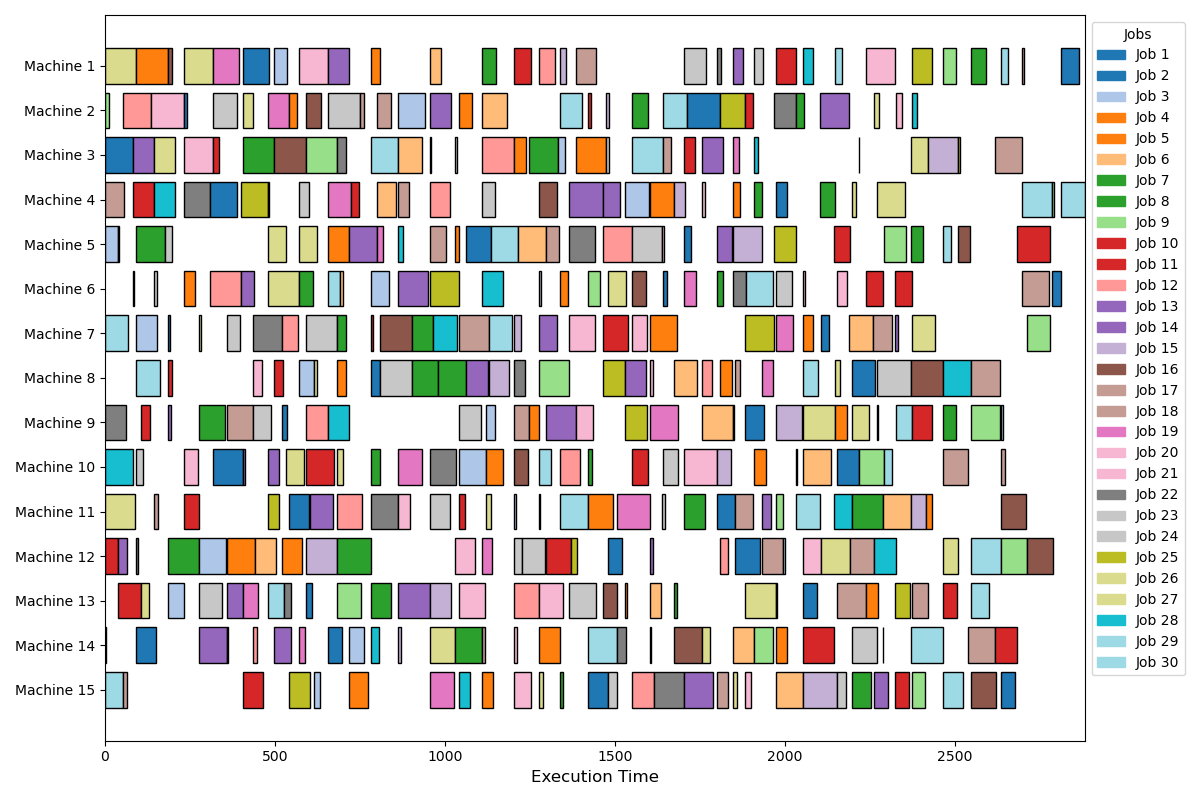 Machine 1
Machine 2
Machine 3
Machine 4
Machine 5
Machine 6
Machine 7
Machine 8
Machine 9
Machine 10
Machine 11
Machine 12
Machine 13
Machine 14
Machine 15
0 500 1000 1500 2000 2500
Execution Time
Jobs
Job 1
Job 2
Job 3
Job 4
Job 5
Job 6
Job 7
Job 8
Job 9
Job 10
Job 11
Job 12
Job 13
Job 14
Job 15
Job 16
Job 17
Job 18
Job 19
Job 20
Job 21
Job 22
Job 23
Job 24
Job 25
Job 26
Job 27
Job 28
Job 29
Job 30